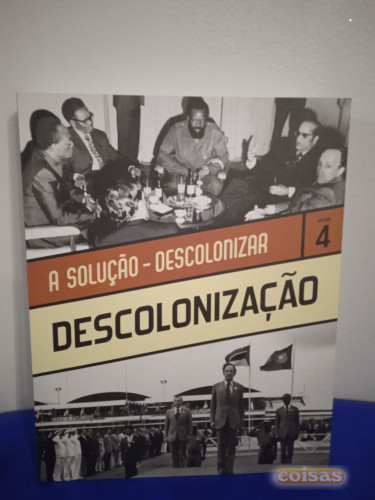 A SOLUÇÃO – DESCOLONIZAR
VOLUME
4
DESCOLONIZAÇÃO
coisas